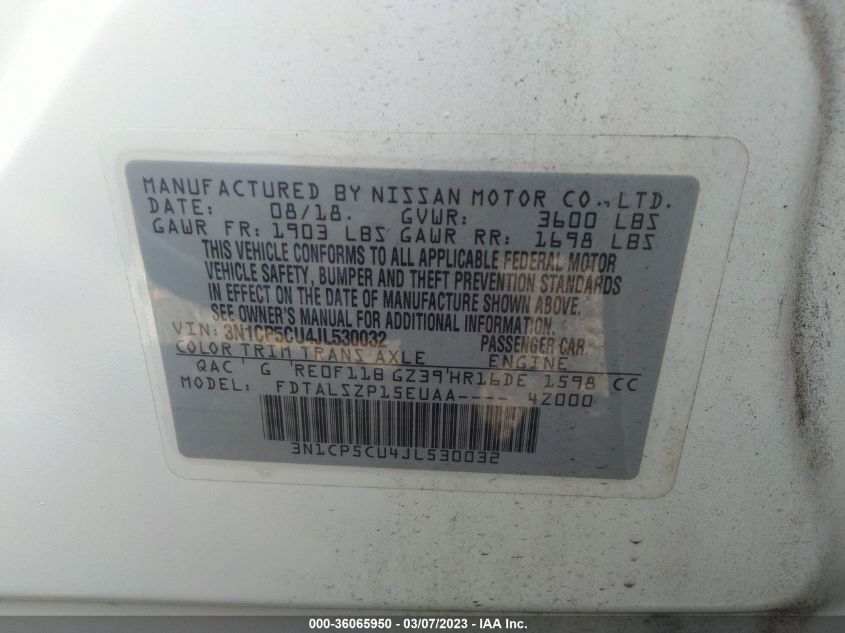 MANUFACTURED BY NISSAN MOTOR CO., LTD.
DATE: 08/18. GVWR: 3600 LBS
GAWR FR: 1903 LBS GAWR RR: 1698 LBS
THIS VEHICLE CONFORMS TO ALL APPLICABLE FEDERAL MOTOR
VEHICLE SAFETY, BUMPER AND THEFT PREVENTION STANDARDS
IN EFFECT ON THE DATE OF MANUFACTURE SHOWN ABOVE.
SEE OWNER'S MANUAL FOR ADDITIONAL INFORMATION.
VIN: 3N1CP5CU4JL530032 PASSENGER CAR.
COLOR TRIM TRANS AXLE ENGINE
QAC G RE0F11B GZ39 HR16DE 1598 CC
MODEL: FDTALSZP15EUAA---- 42000
3N1CP5CU4JL530032
000-36065950 - 03/07/2023 - IAA Inc.